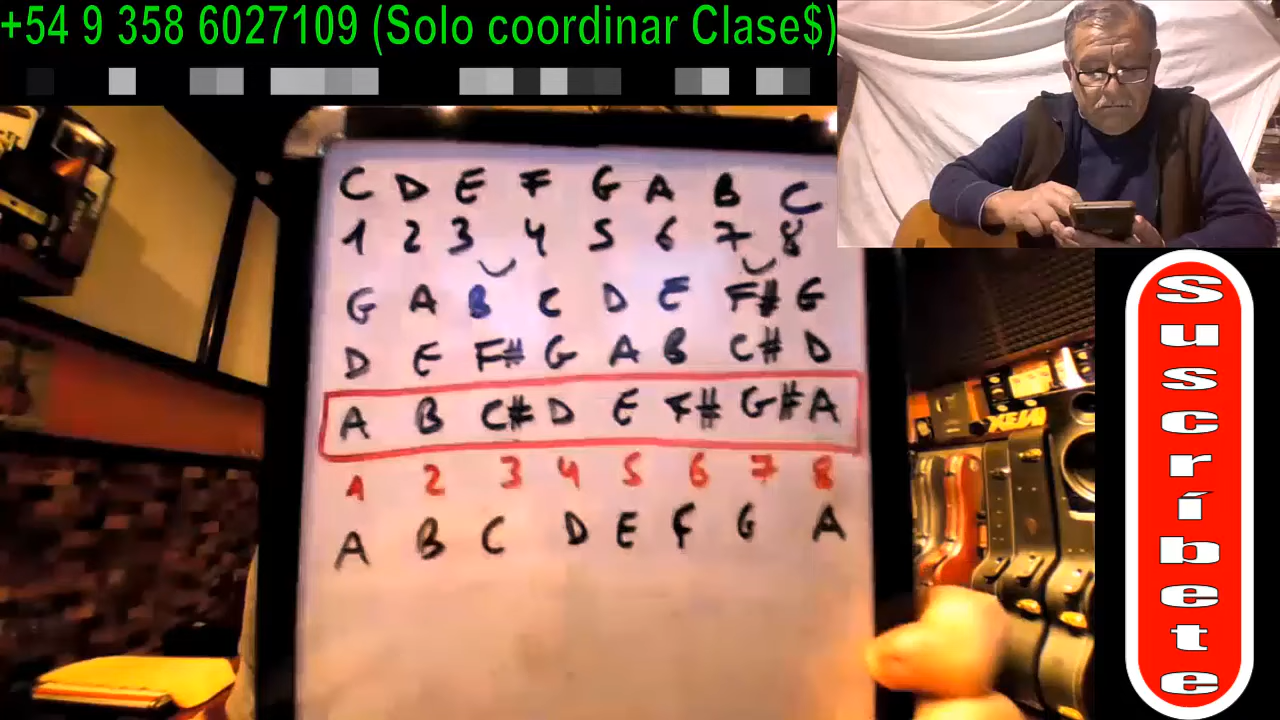 +54 9 358 6027109 (Solo coordinar Clase$)
C D E F G A B C
1 2 3 4 5 6 7 8
G A B C D E F# G
D E F# G A B C# D
A B C# D E F# G# A
1 2 3 4 5 6 7 8
A B C D E F G A
XEVA
Suscríbete